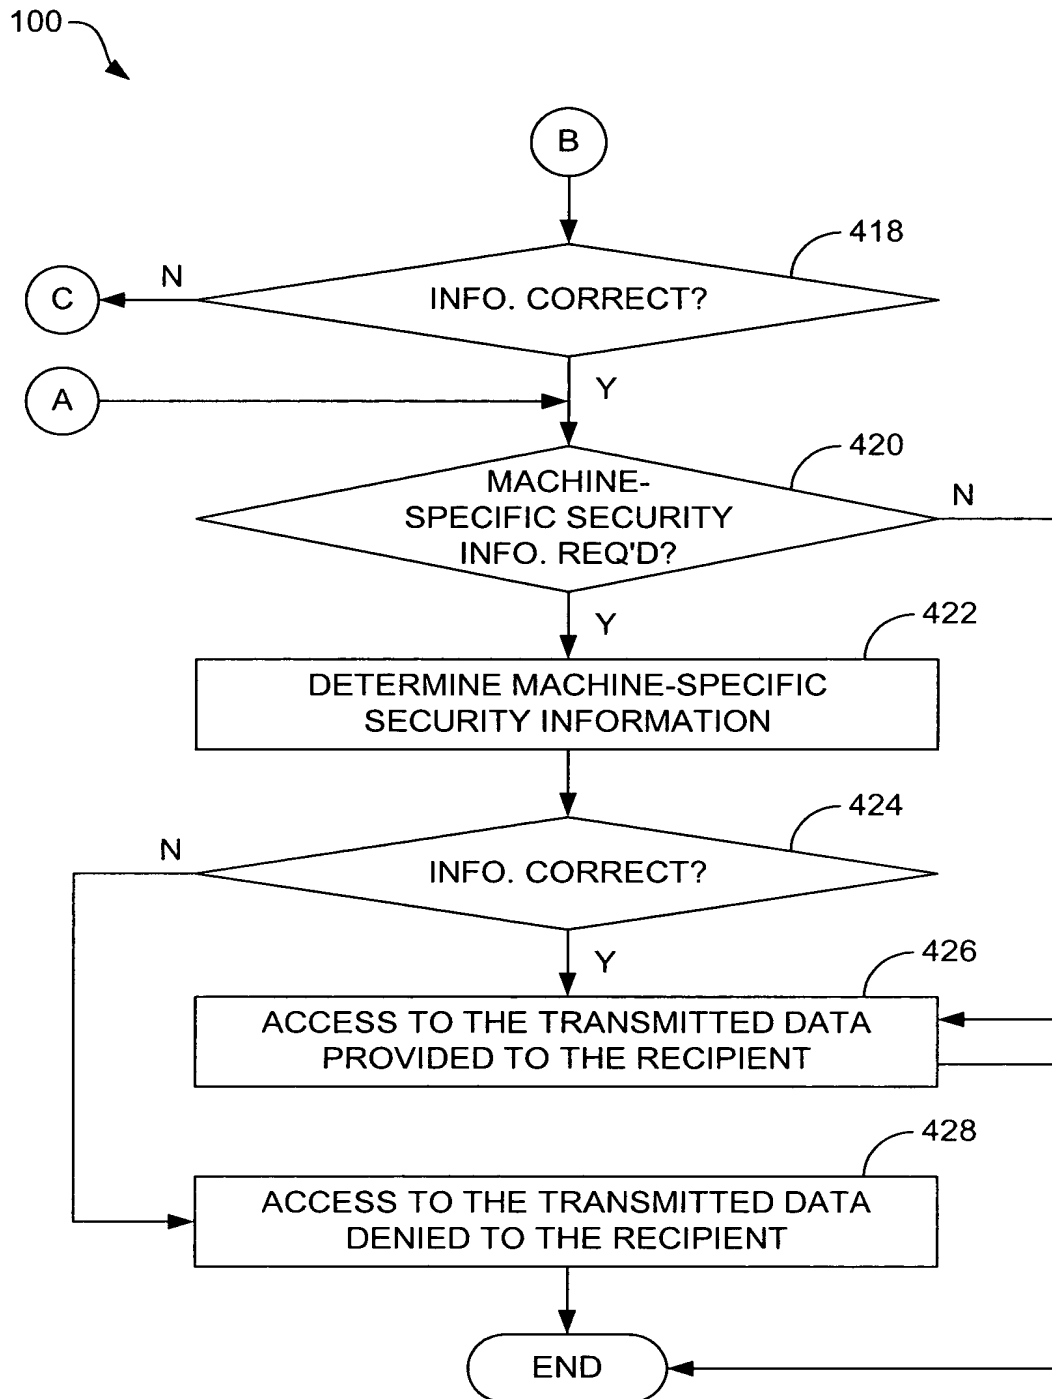 100
B
418
N
C
INFO. CORRECT?
Y
A
420
MACHINE-
SPECIFIC SECURITY
INFO. REQ'D?
N
Y
422
DETERMINE MACHINE-SPECIFIC
SECURITY INFORMATION
424
N
INFO. CORRECT?
Y
426
ACCESS TO THE TRANSMITTED DATA
PROVIDED TO THE RECIPIENT
428
ACCESS TO THE TRANSMITTED DATA
DENIED TO THE RECIPIENT
END